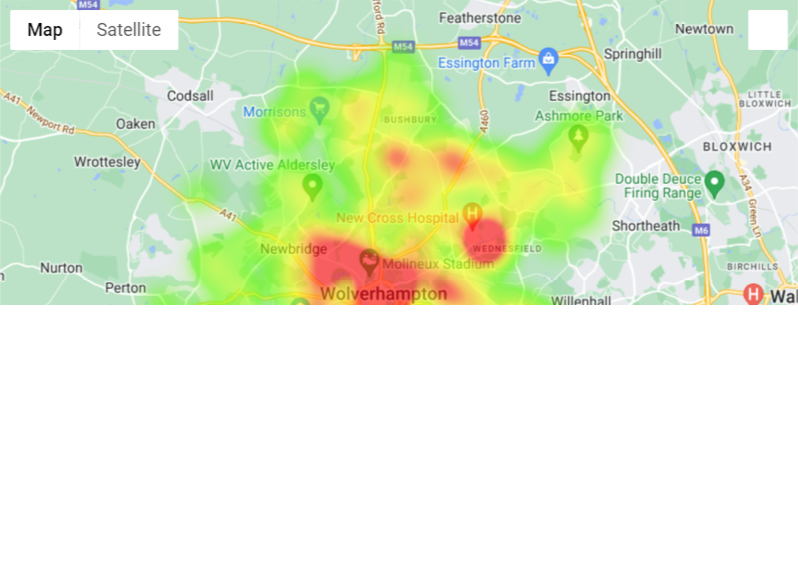 M54
Featherstone
Newtown
Map
Satellite
ford Rd
M54
M54
Springhill
Essington Farm
Codsall
Essington
LITTLE
BLOXWICH
A41
Newport Rd
Morrisons
BUSHBURY
A460
Ashmore Park
Oaken
BLOXWICH
Wrottesley
WV Active Aldersley
Double Deuce
Firing Range
A34
Green Ln
A41
New Cross Hospital
H
Shortheath
M6
Newbridge
WEDNESFIELD
Nurton
Molineux Stadium
BIRCHILLS
n
Perton
Wolverhampton
Willenhall
H
Wal